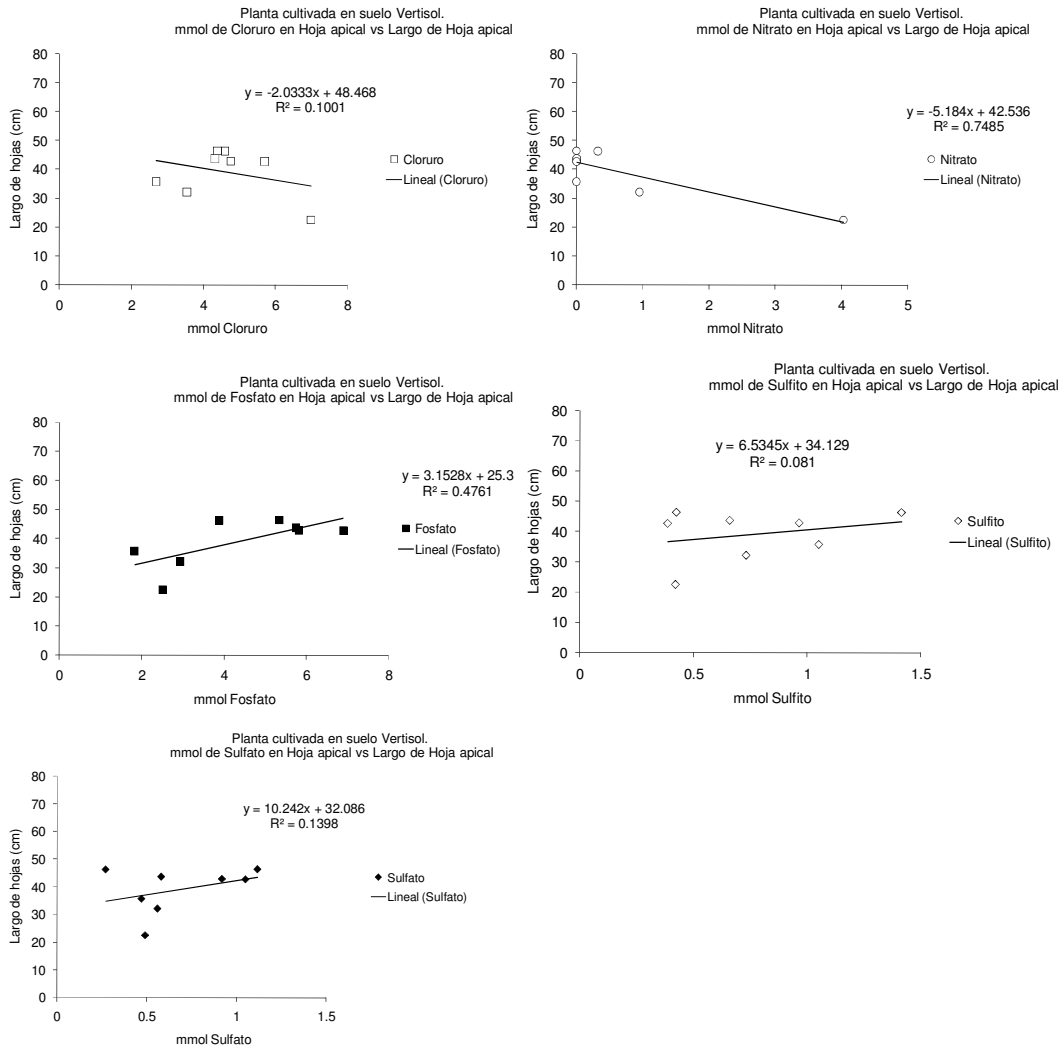 Planta cultivada en suelo Vertisol.
mmol de Cloruro en Hoja apical vs Largo de Hoja apical
80
70
60
50
40
30
20
10
0
Largo de hojas (cm)
y = -2.0333x + 48.468
R² = 0.1001
Cloruro
Lineal (Cloruro)
0 2 4 6 8
mmol Cloruro
Planta cultivada en suelo Vertisol.
mmol de Nitrato en Hoja apical vs Largo de Hoja apical
80
70
60
50
40
30
20
10
0
Largo de hojas (cm)
y = -5.184x + 42.536
R² = 0.7485
Nitrato
Lineal (Nitrato)
0 1 2 3 4 5
mmol Nitrato
Planta cultivada en suelo Vertisol.
mmol de Fosfato en Hoja apical vs Largo de Hoja apical
80
70
60
50
40
30
20
10
0
Largo de hojas (cm)
y = 3.1528x + 25.3
R² = 0.4761
Fosfato
Lineal (Fosfato)
0 2 4 6 8
mmol Fosfato
Planta cultivada en suelo Vertisol.
mmol de Sulfito en Hoja apical vs Largo de Hoja apical
80
70
60
50
40
30
20
10
0
Largo de hojas (cm)
y = 6.5345x + 34.129
R² = 0.081
Sulfito
Lineal (Sulfito)
0 0.5 1 1.5
mmol Sulfito
Planta cultivada en suelo Vertisol.
mmol de Sulfato en Hoja apical vs Largo de Hoja apical
80
70
60
50
40
30
20
10
0
Largo de hojas (cm)
y = 10.242x + 32.086
R² = 0.1398
Sulfato
Lineal (Sulfato)
0 0.5 1 1.5
mmol Sulfato